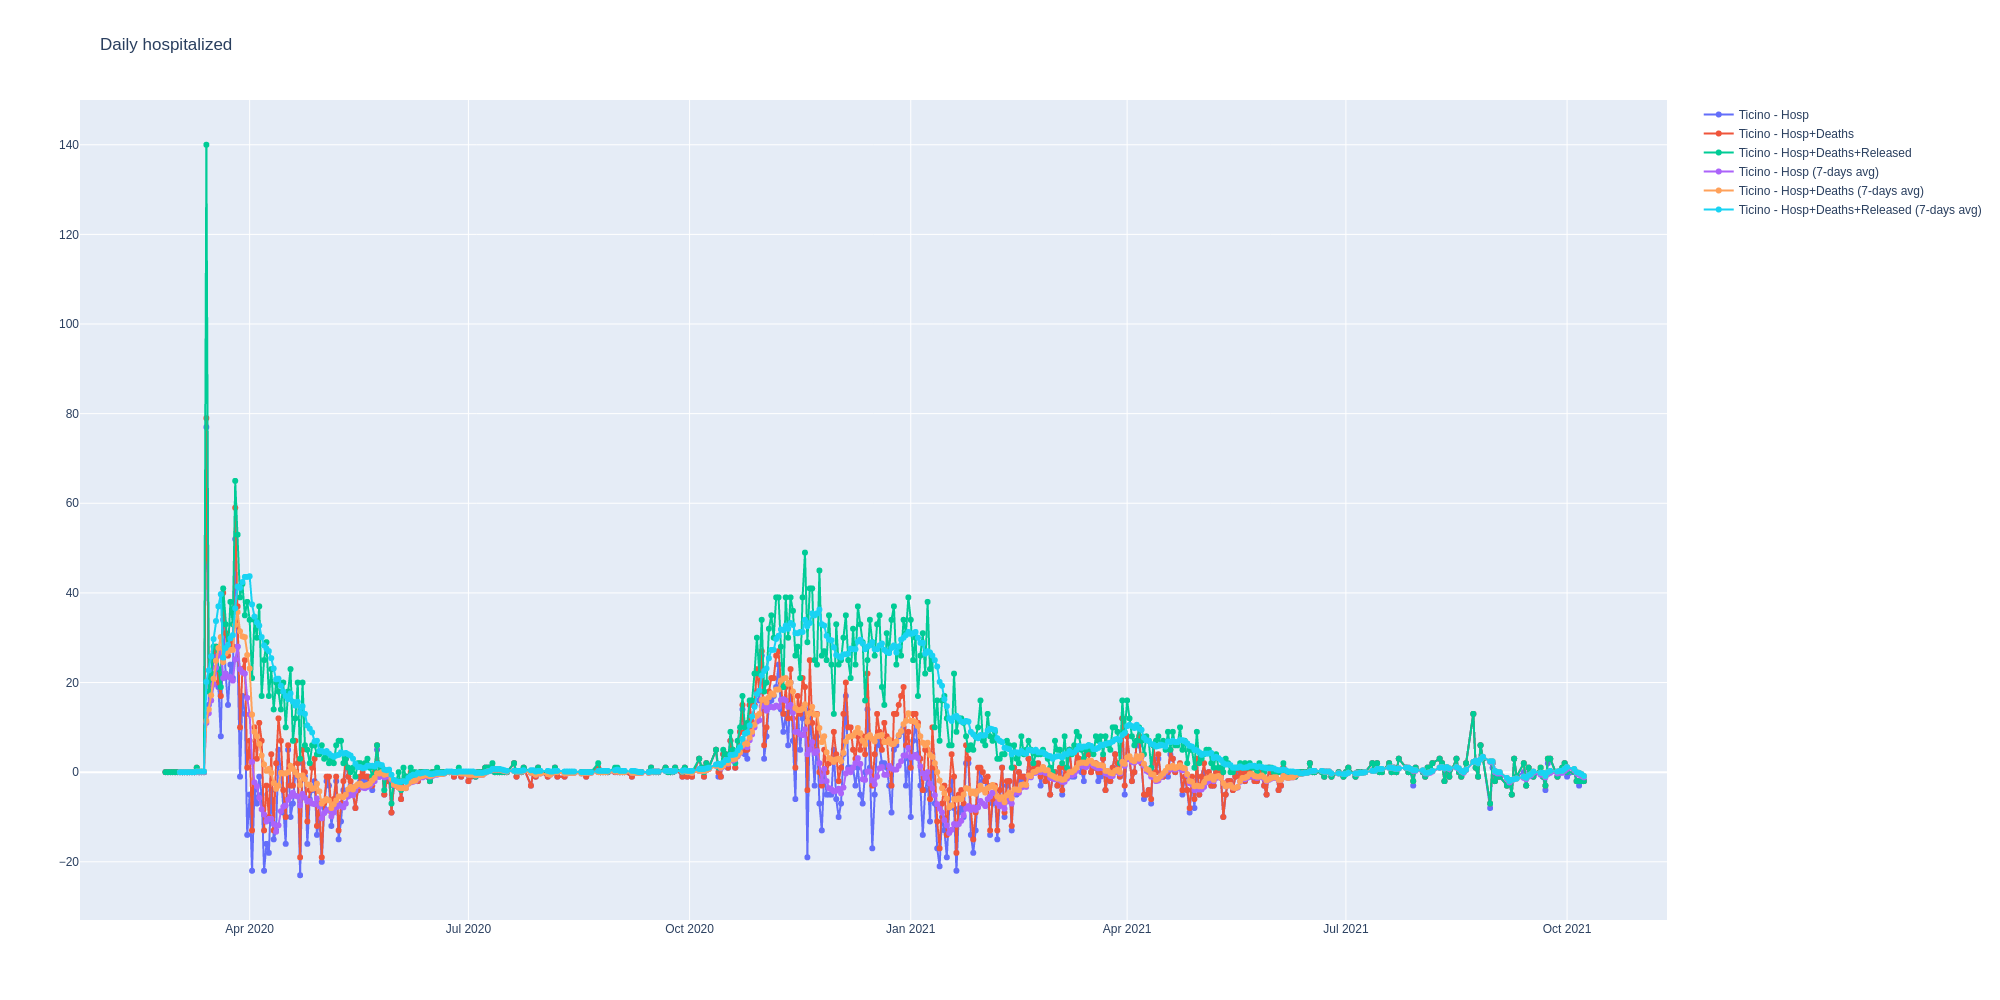 Daily hospitalized
Ticino - Hosp
Ticino - Hosp+Deaths
Ticino - Hosp+Deaths+Released
Ticino - Hosp (7-days avg)
Ticino - Hosp+Deaths (7-days avg)
Ticino - Hosp+Deaths+Released (7-days avg)
140
120
100
80
60
40
20
0
−20
Apr 2020
Jul 2020
Oct 2020
Jan 2021
Apr 2021
Jul 2021
Oct 2021